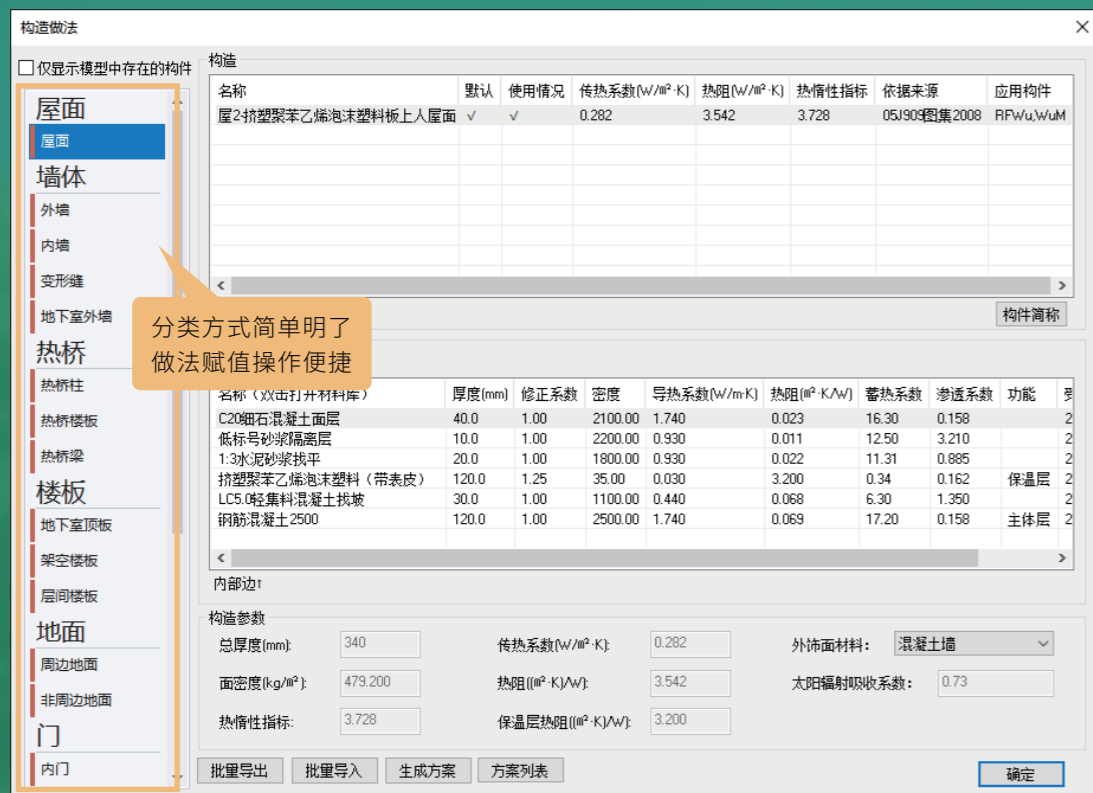 构造做法
仅显示模型中存在的构件
屋面
屋面
墙体
外墙
内墙
变形缝
地下室外墙
热桥
热桥柱
热桥楼板
热桥梁
楼板
地下室顶板
架空楼板
层间楼板
地面
周边地面
非周边地面
门
内门
分类方式简单明了
做法赋值操作便捷
构造
名称 默认 使用情况 传热系数(W/m²·K) 热阻(W/m²·K) 热惰性指标 依据来源 应用构件
屋2-挤塑聚苯乙烯泡沫塑料板上人屋面 √ √ 0.282 3.542 3.728 05J909图集2008 RFWu,WuM
构件简称
名称（双击打开材料库） 厚度(mm) 修正系数 密度 导热系数(W/m·K) 热阻(m²·K/W) 蓄热系数 渗透系数 功能
C20细石混凝土面层 40.0 1.00 2100.00 1.740 0.023 16.30 0.158 2
低标号砂浆隔离层 10.0 1.00 2200.00 0.930 0.011 12.50 3.210 2
1:3水泥砂浆找平 20.0 1.00 1800.00 0.930 0.022 11.31 0.885 2
挤塑聚苯乙烯泡沫塑料（带表皮） 120.0 1.25 35.00 0.030 3.200 0.34 0.162 保温层 2
LC5.0轻集料混凝土找坡 30.0 1.00 1100.00 0.440 0.068 6.30 1.350 2
钢筋混凝土2500 120.0 1.00 2500.00 1.740 0.069 17.20 0.158 主体层 2
内部边↑
构造参数
总厚度(mm): 340 传热系数(W/m²·K): 0.282 外饰面材料： 混凝土墙
面密度(kg/m²): 479.200 热阻((m²·K)/W): 3.542 太阳辐射吸收系数： 0.73
热惰性指标: 3.728 保温层热阻((m²·K)/W): 3.200
批量导出 批量导入 生成方案 方案列表 确定